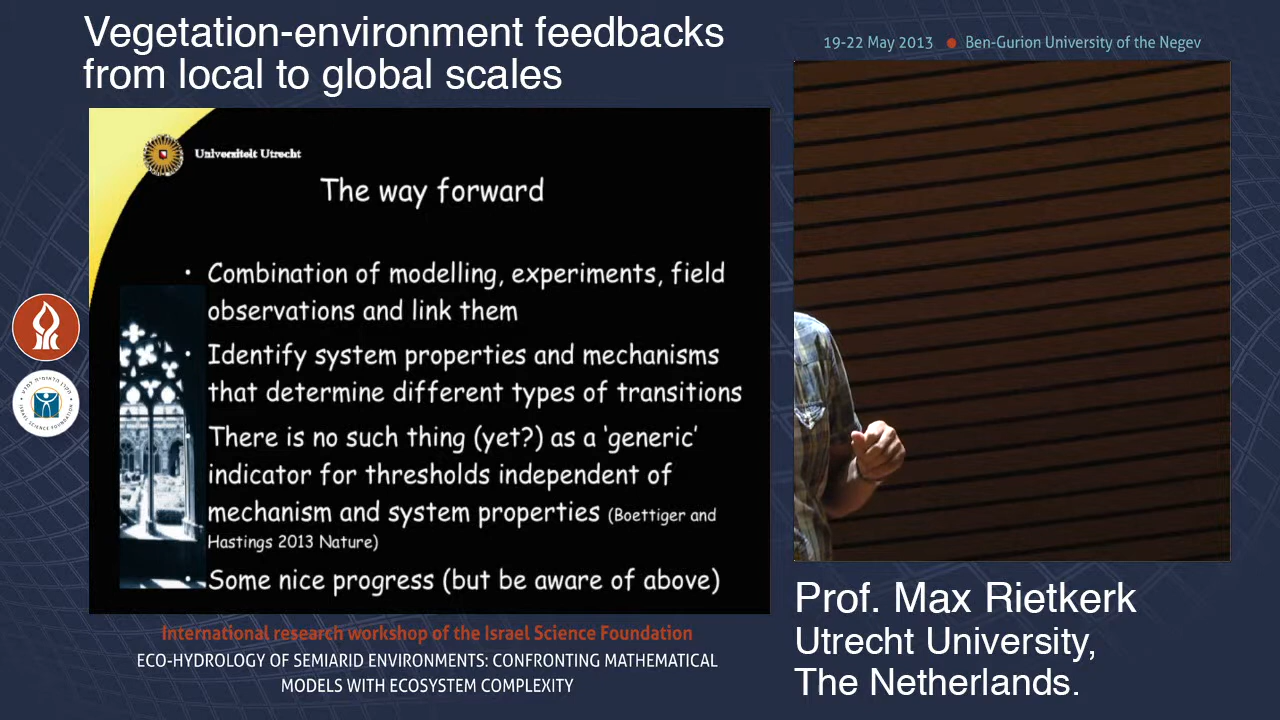 Vegetation-environment feedbacks
from local to global scales
19-22 May 2013 ● Ben-Gurion University of the Negev
Universiteit Utrecht
The way forward
• Combination of modelling, experiments, field
observations and link them
• Identify system properties and mechanisms
that determine different types of transitions
• There is no such thing (yet?) as a ‘generic’
indicator for thresholds independent of
mechanism and system properties (Boettiger and
Hastings 2013 Nature)
• Some nice progress (but be aware of above)
ISRAEL SCIENCE FOUNDATION
International research workshop of the Israel Science Foundation
ECO-HYDROLOGY OF SEMIARID ENVIRONMENTS: CONFRONTING MATHEMATICAL
MODELS WITH ECOSYSTEM COMPLEXITY
Prof. Max Rietkerk
Utrecht University,
The Netherlands.